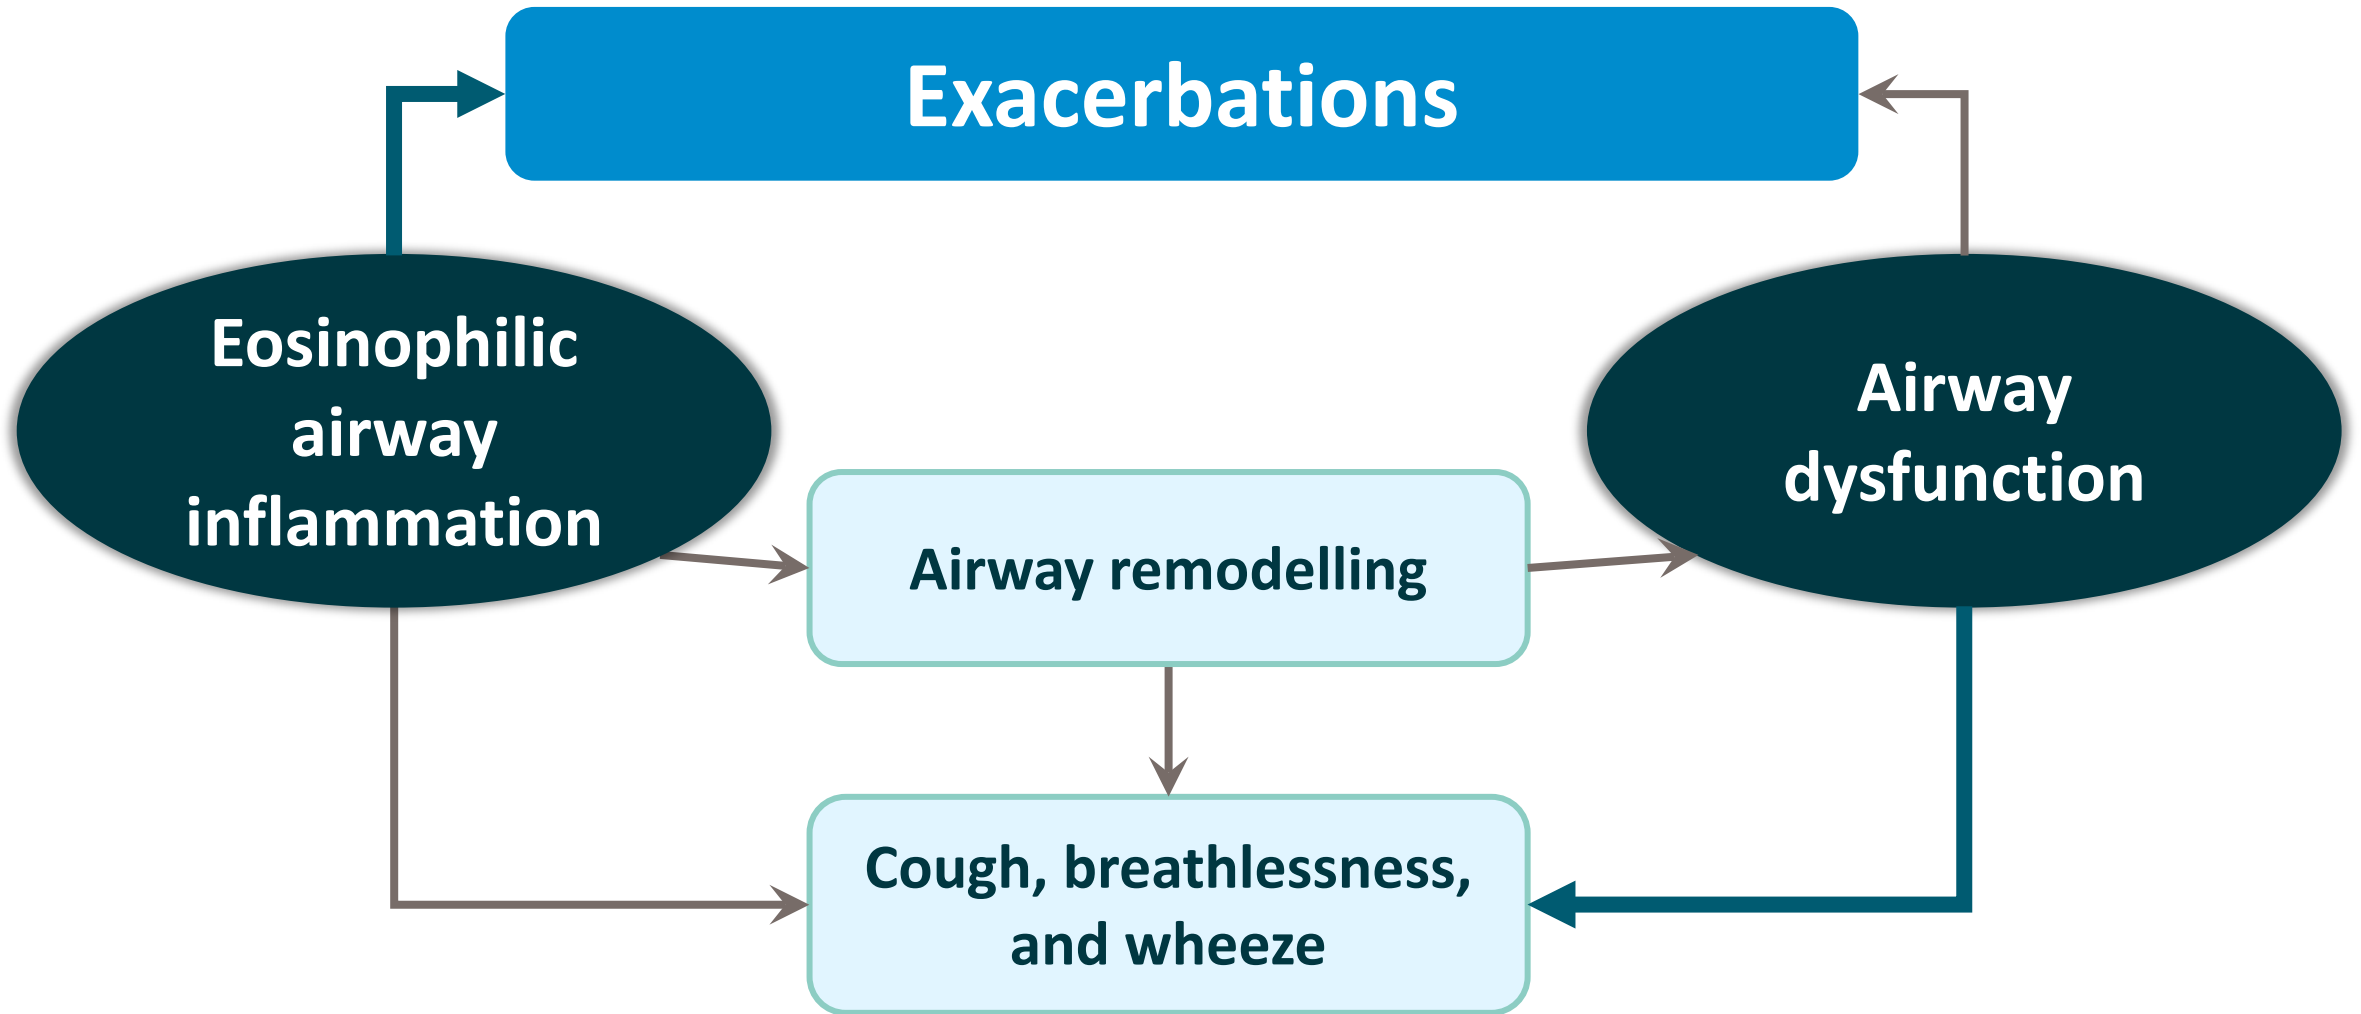 Exacerbations
Eosinophilic
airway
inflammation
Airway
dysfunction
Airway remodelling
Cough, breathlessness,
and wheeze